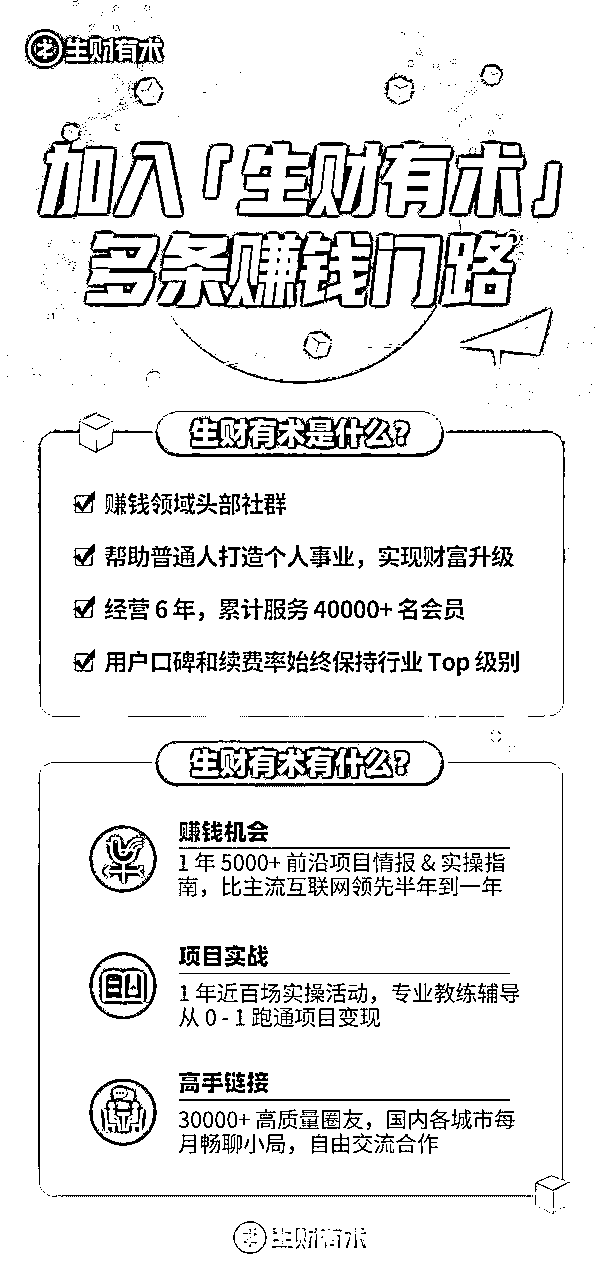 生财有术
加入「生财有术」
多条赚钱门路
生财有术是什么?
赚钱领域头部社群
帮助普通人打造个人事业，实现财富升级
经营 6 年，累计服务 40000+ 名会员
用户口碑和续费率始终保持行业 Top 级别
生财有术有什么?
赚钱机会
1 年 5000+ 前沿项目情报 & 实操指
南，比主流互联网领先半年到一年
项目实战
1 年近百场实操活动，专业教练辅导
从 0 - 1 跑通项目变现
高手链接
30000+ 高质量圈友，国内各城市每
月畅聊小局，自由交流合作
生财有术